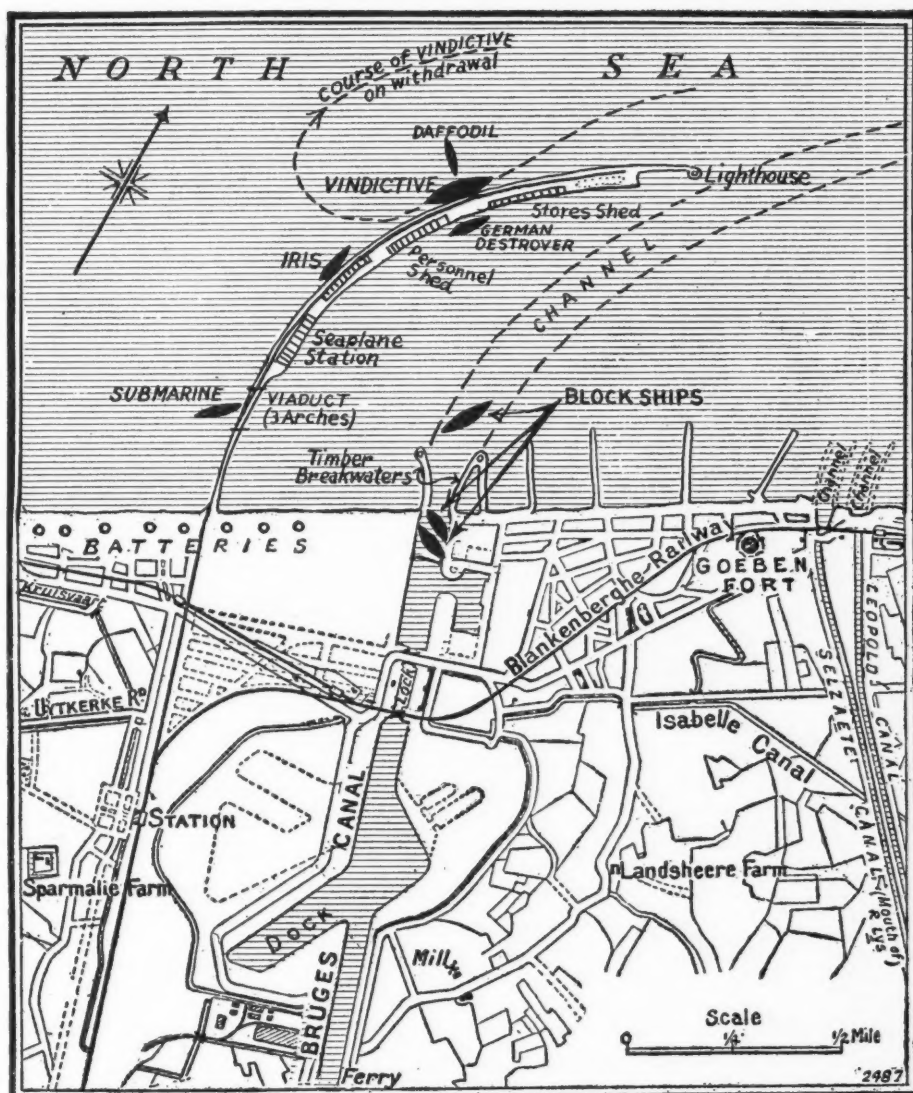 NORTH SEA
COURSE OF VINDICTIVE
on withdrawal
DAFFODIL
VINDICTIVE
Lighthouse
Stores Shed
GERMAN
DESTROVER
IRIS
Personnel
Shed
CHANNEL
Seaplane
Station
SUBMARINE
VIADUCT
(3 Arches)
BLOCK SHIPS
Timber
Breakwaters
Channel
Channel
BATTERIES
Blankenberghe-Railway
GOEBEN
FORT
Kruisvaart
UYTKERKE RD
LOCK
SELZAETE CANAL
LEOPOLD CANAL
(Mouth of
R. LYS)
Isabelle Canal
STATION
CANAL
Sparmalie Farm
Landsheere Farm
DOCK
Mill
BRUGES
Ferry
Scale
0 1/4 1/2 Mile
2487